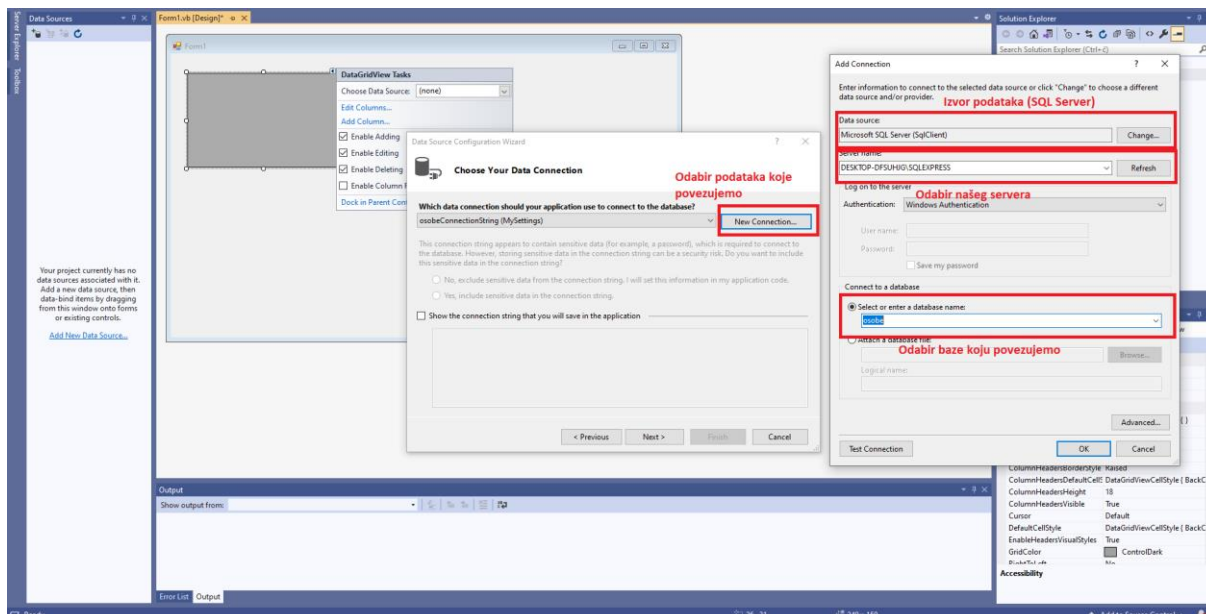 Server Explorer
Toolbox
Data Sources
Your project currently has no
data sources associated with it.
Add a new data source, then
data-bind items by dragging
from this window onto forms
or existing controls.
Add New Data Source...
Form1.vb [Design]*
Form1
DataGridView Tasks
Choose Data Source: (none)
Edit Columns...
Add Column...
Enable Adding
Enable Editing
Enable Deleting
Enable Column
Dock in Parent
Data Source Configuration Wizard
Choose Your Data Connection
Odabir podataka koje
povezujemo
Which data connection should your application use to connect to the database?
osobeConnectionString (MySettings)
New Connection...
This connection string appears to contain sensitive data (for example, a password), which is required to connect to
the database. However, storing sensitive data in the connection string can be a security risk. Do you want to include
this sensitive data in the connection string?
No, exclude sensitive data from the connection string. I will set this information in my application code.
Yes, include sensitive data in the connection string.
Show the connection string that you will save in the application
< Previous
Next >
Finish
Cancel
Output
Show output from:
Error List
Output
Solution Explorer
Search Solution Explorer (Ctrl+č)
Add Connection
Enter information to connect to the selected data source or click "Change" to choose a different
data source and/or provider.
Izvor podataka (SQL Server)
Data source:
Microsoft SQL Server (SqlClient)
Change...
Server name:
DESKTOP-DFSUHJG\SQLEXPRESS
Refresh
Log on to the server
Odabir našeg servera
Authentication: Windows Authentication
User name:
Password:
Save my password
Connect to a database
Select or enter a database name:
osobe
Attach a database file:
Odabir baze koju povezujemo
Browse...
Logical name:
Advanced...
Test Connection
OK
Cancel
ColumnHeadersBorderStyle Raised
ColumnHeadersDefaultCellS DataGridViewCellStyle { BackC
ColumnHeadersHeight 18
ColumnHeadersVisible True
Cursor Default
DefaultCellStyle DataGridViewCellStyle { BackC
EnableHeadersVisualStyles True
GridColor ControlDark
RightToLeft No
Accessibility